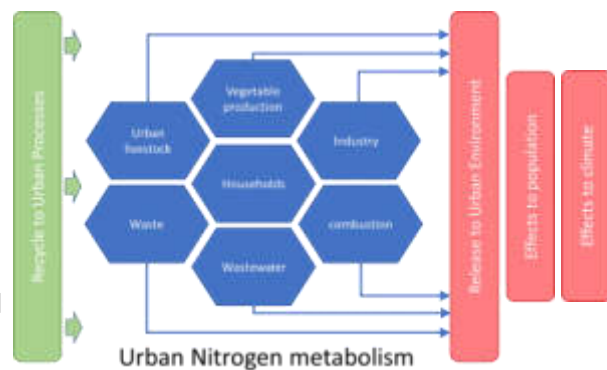 Recycle to Urban Processes
Vegetable
production
Urban
livestock
Industry
Households
Waste
combustion
Wastewater
Release to Urban Environment
Effects to population
Effects to climate
Urban Nitrogen metabolism